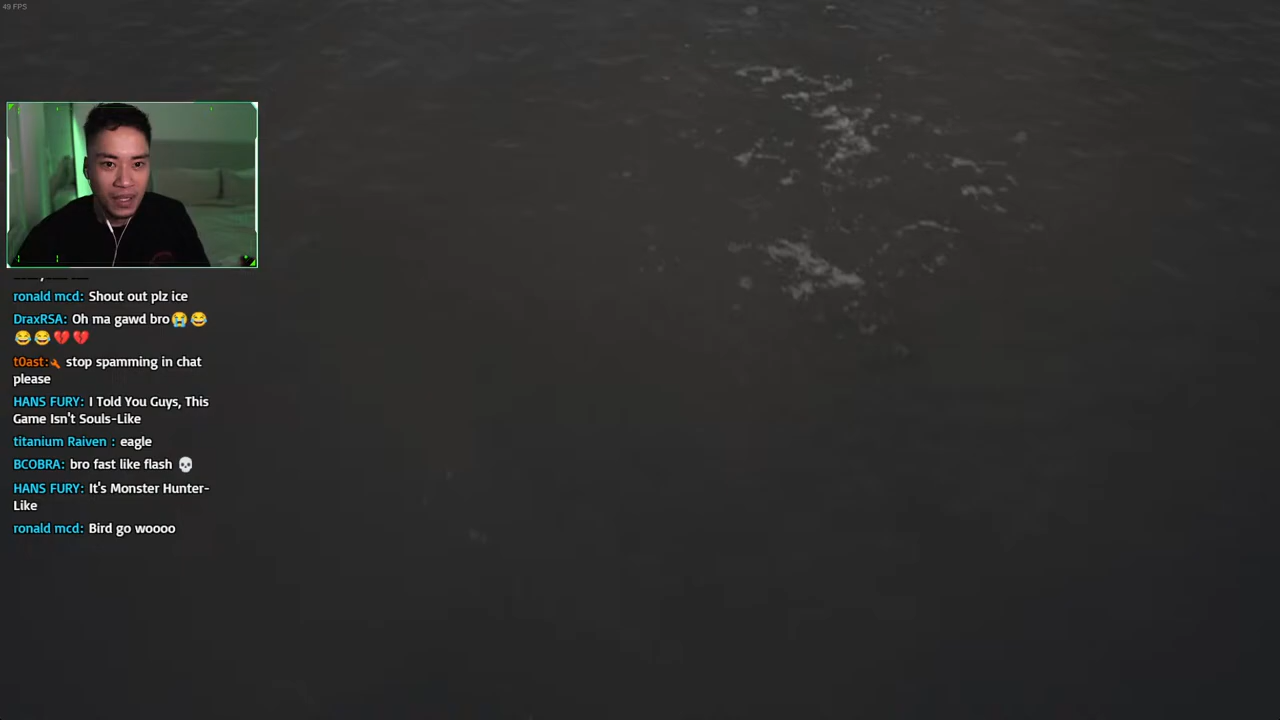 49 FPS
ronald mcd: Shout out plz ice
DraxRSA: Oh ma gawd bro😭😂
😂😂💔💔
t0ast:🔧 stop spamming in chat
please
HANS FURY: I Told You Guys, This
Game Isn't Souls-Like
titanium Raiven : eagle
BCOBRA: bro fast like flash 💀
HANS FURY: It's Monster Hunter-
Like
ronald mcd: Bird go woooo